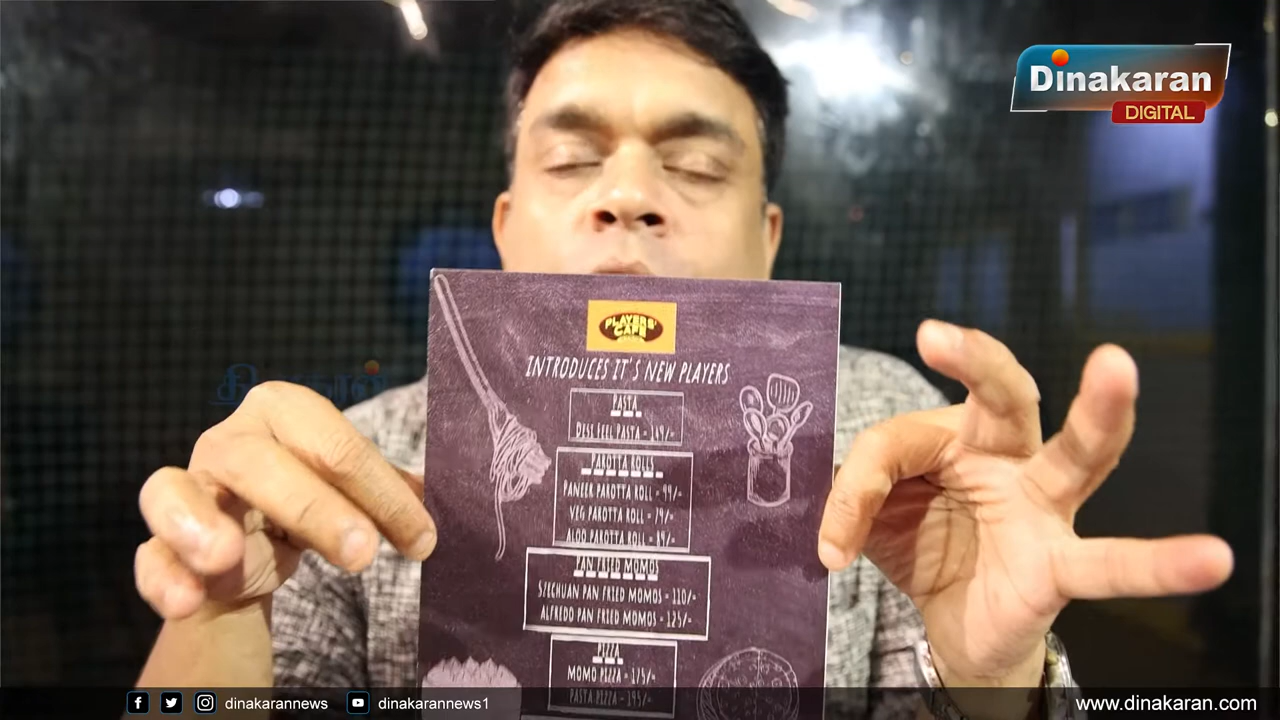 Dinakaran
DIGITAL
PLAYERS'
CAFE
INTRODUCES IT'S NEW PLAYERS
PASTA
DESI FEEL PASTA - 149/-
PAROTTA ROLLS
PANEER PAROTTA ROLL = 99/=
VEG PAROTTA ROLL = 79/=
ALOO PAROTTA ROLL = 89/=
PAN FRIED MOMOS
SZECHUAN PAN FRIED MOMOS = 110/=
ALFREDO PAN FRIED MOMOS = 125/=
PIZZA
MOMO PIZZA = 175/=
PASTA PIZZA = 195/=
dinakarannews
dinakarannews1
www.dinakaran.com